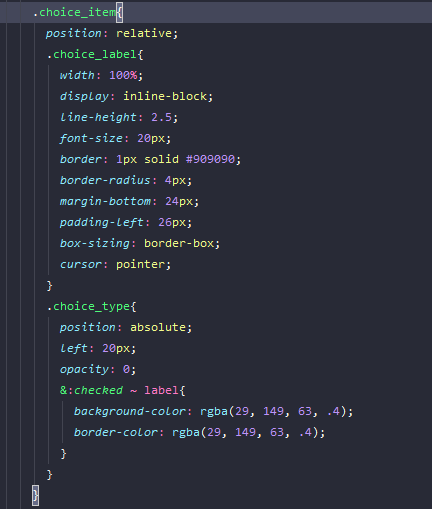 .choice_item{
position: relative;
.choice_label{
width: 100%;
display: inline-block;
line-height: 2.5;
font-size: 20px;
border: 1px solid #909090;
border-radius: 4px;
margin-bottom: 24px;
padding-left: 26px;
box-sizing: border-box;
cursor: pointer;
}
.choice_type{
position: absolute;
left: 20px;
opacity: 0;
&:checked ~ label{
background-color: rgba(29, 149, 63, .4);
border-color: rgba(29, 149, 63, .4);
}
}
}